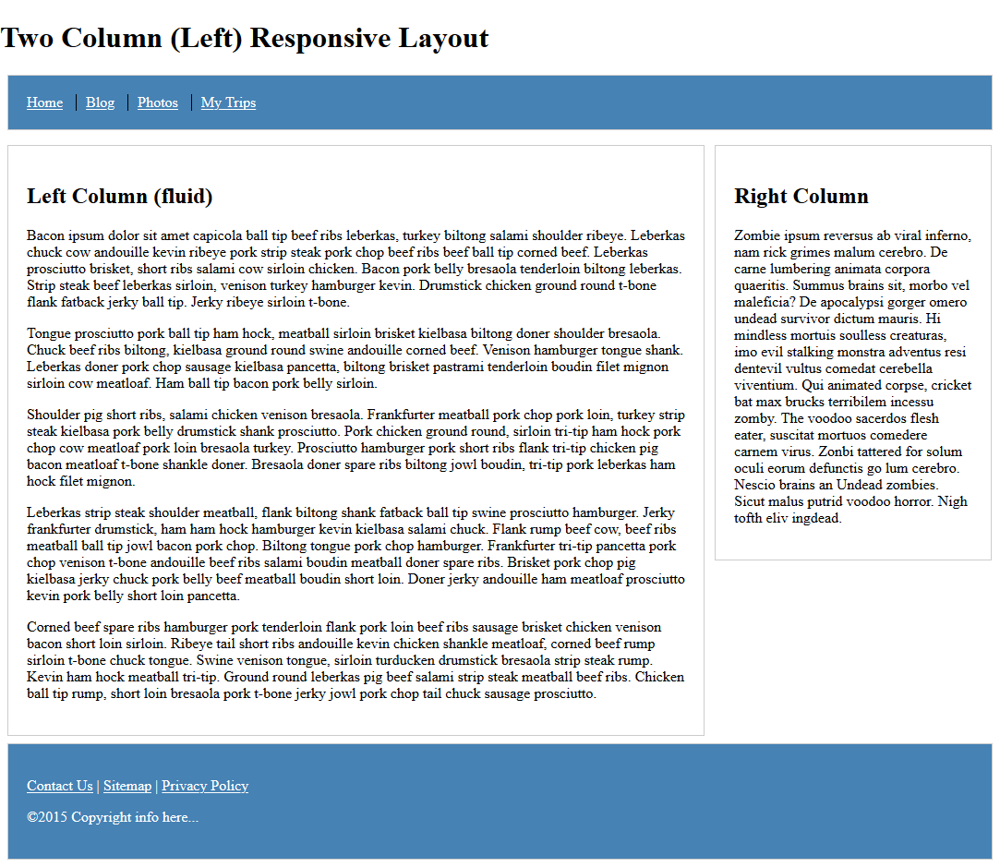 Two Column (Left) Responsive Layout
Home Blog Photos My Trips
Left Column (fluid)
Bacon ipsum dolor sit amet capicola ball tip beef ribs leberkas, turkey biltong salami shoulder ribeye. Leberkas
chuck cow andouille kevin ribeye pork strip steak pork chop beef ribs beef ball tip corned beef. Leberkas
prosciutto brisket, short ribs salami cow sirloin chicken. Bacon pork belly bresaola tenderloin biltong leberkas.
Strip steak beef leberkas sirloin, venison turkey hamburger kevin. Drumstick chicken ground round t-bone
flank fatback jerky ball tip. Jerky ribeye sirloin t-bone.
Tongue prosciutto pork ball tip ham hock, meatball sirloin brisket kielbasa biltong doner shoulder bresaola.
Chuck beef ribs biltong, kielbasa ground round swine andouille corned beef. Venison hamburger tongue shank.
Leberkas doner pork chop sausage kielbasa pancetta, biltong brisket pastrami tenderloin boudin filet mignon
sirloin cow meatloaf. Ham ball tip bacon pork belly sirloin.
Shoulder pig short ribs, salami chicken venison bresaola. Frankfurter meatball pork chop pork loin, turkey strip
steak kielbasa pork belly drumstick shank prosciutto. Pork chicken ground round, sirloin tri-tip ham hock pork
chop cow meatloaf pork loin bresaola turkey. Prosciutto hamburger pork short ribs flank tri-tip chicken pig
bacon meatloaf t-bone shankle doner. Bresaola doner spare ribs biltong jowl boudin, tri-tip pork leberkas ham
hock filet mignon.
Leberkas strip steak shoulder meatball, flank biltong shank fatback ball tip swine prosciutto hamburger. Jerky
frankfurter drumstick, ham ham hock hamburger kevin kielbasa salami chuck. Flank rump beef cow, beef ribs
meatball ball tip jowl bacon pork chop. Biltong tongue pork chop hamburger. Frankfurter tri-tip pancetta pork
chop venison t-bone andouille beef ribs salami boudin meatball doner spare ribs. Brisket pork chop pig
kielbasa jerky chuck pork belly beef meatball boudin short loin. Doner jerky andouille ham meatloaf prosciutto
kevin pork belly short loin pancetta.
Corned beef spare ribs hamburger pork tenderloin flank pork loin beef ribs sausage brisket chicken venison
bacon short loin sirloin. Ribeye tail short ribs andouille kevin chicken shankle meatloaf, corned beef rump
sirloin t-bone chuck tongue. Swine venison tongue, sirloin turducken drumstick bresaola strip steak rump.
Kevin ham hock meatball tri-tip. Ground round leberkas pig beef salami strip steak meatball beef ribs. Chicken
ball tip rump, short loin bresaola pork t-bone jerky jowl pork chop tail chuck sausage prosciutto.
Right Column
Zombie ipsum reversus ab viral inferno,
nam rick grimes malum cerebro. De
carne lumbering animata corpora
quaeritis. Summus brains sit, morbo vel
maleficia? De apocalypsi gorger omero
undead survivor dictum mauris. Hi
mindless mortuis soulless creaturas,
imo evil stalking monstra adventus resi
dentevil vultus comedat cerebella
viventium. Qui animated corpse, cricket
bat max brucks terribilem incessu
zomby. The voodoo sacerdos flesh
eater, suscitat mortuos comedere
carnem virus. Zonbi tattered for solum
oculi eorum defunctis go lum cerebro.
Nescio brains an Undead zombies.
Sicut malus putrid voodoo horror. Nigh
tofth eliv ingdead.
Contact Us | Sitemap | Privacy Policy
©2015 Copyright info here...